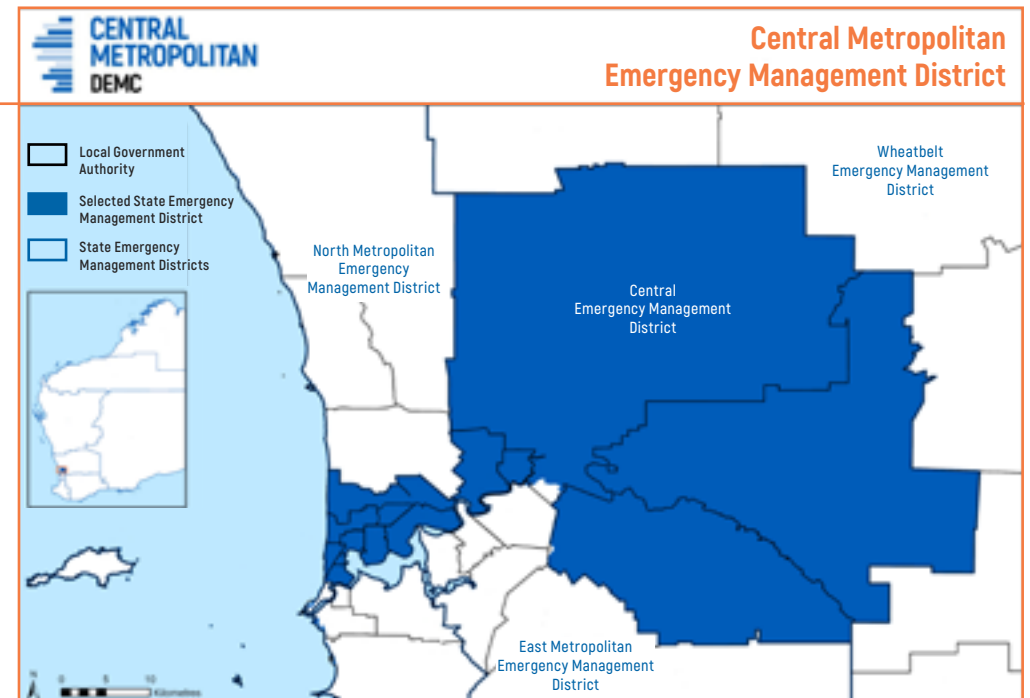 CENTRAL
METROPOLITAN
DEMC
Central Metropolitan
Emergency Management District
Local Government
Authority
Selected State Emergency
Management District
State Emergency
Management Districts
North Metropolitan
Emergency
Management District
Wheatbelt
Emergency Management
District
Central
Emergency Management
District
East Metropolitan
Emergency Management
District
N
0 5 10
Kilometres